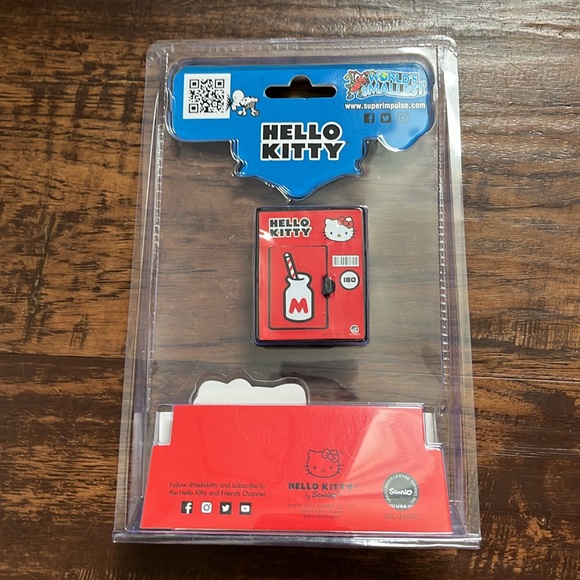 WORLD'S
SMALLEST
www.superimpulse.com
HELLO
KITTY
HELLO
KITTY
180
M
Follow @hellokitty and subscribe to
the Hello Kitty and Friends Channel
HELLO KITTY
by Sanrio
Sanrio
USA